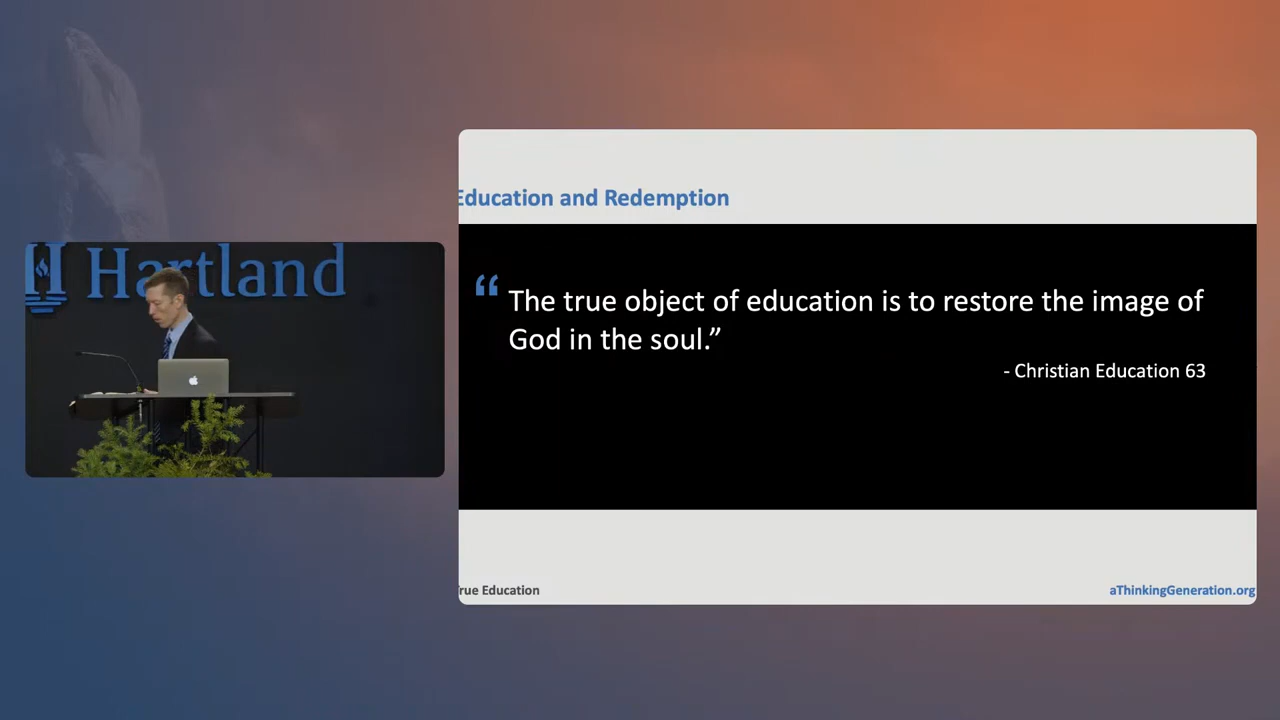 Hartland
Education and Redemption
“ The true object of education is to restore the image of
God in the soul.”
- Christian Education 63
True Education
aThinkingGeneration.org